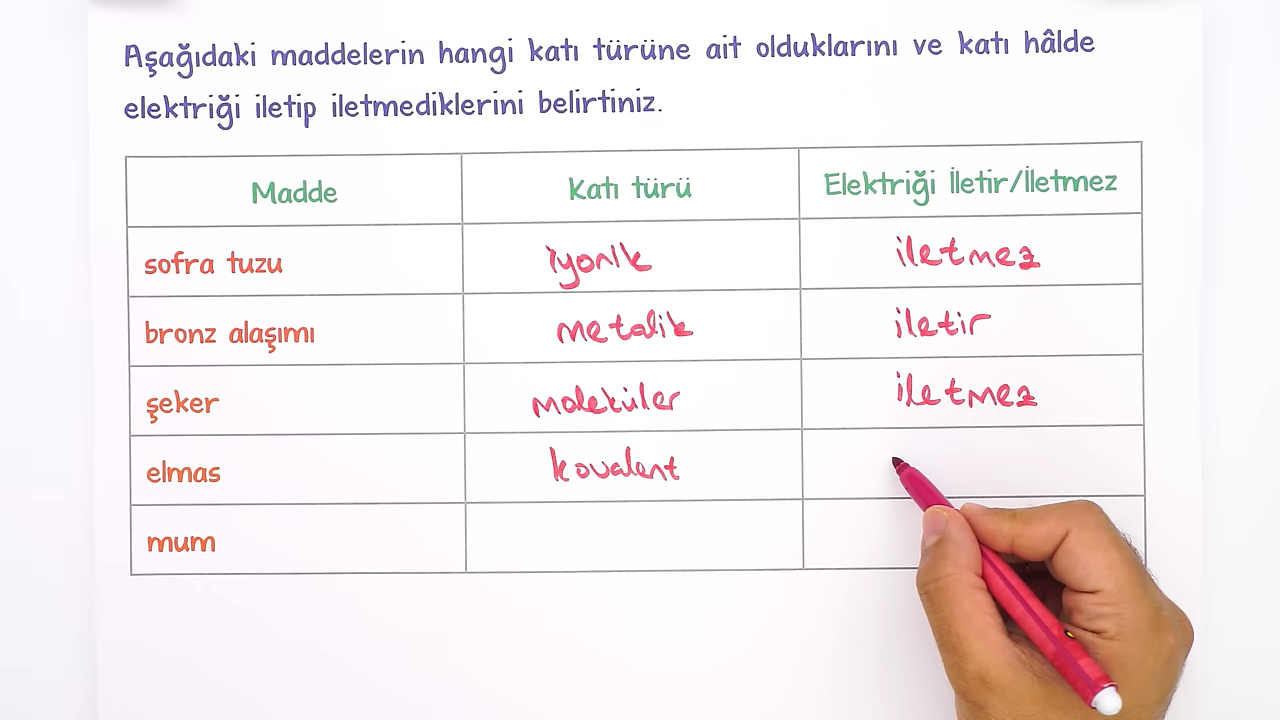 Aşağıdaki maddelerin hangi katı türüne ait olduklarını ve katı hâlde
elektriği iletip iletmediklerini belirtiniz.
Madde Katı türü Elektriği İletir/İletmez
sofra tuzu iyonik iletmez
bronz alaşımı metalik iletir
şeker moleküler iletmez
elmas kovalent
mum